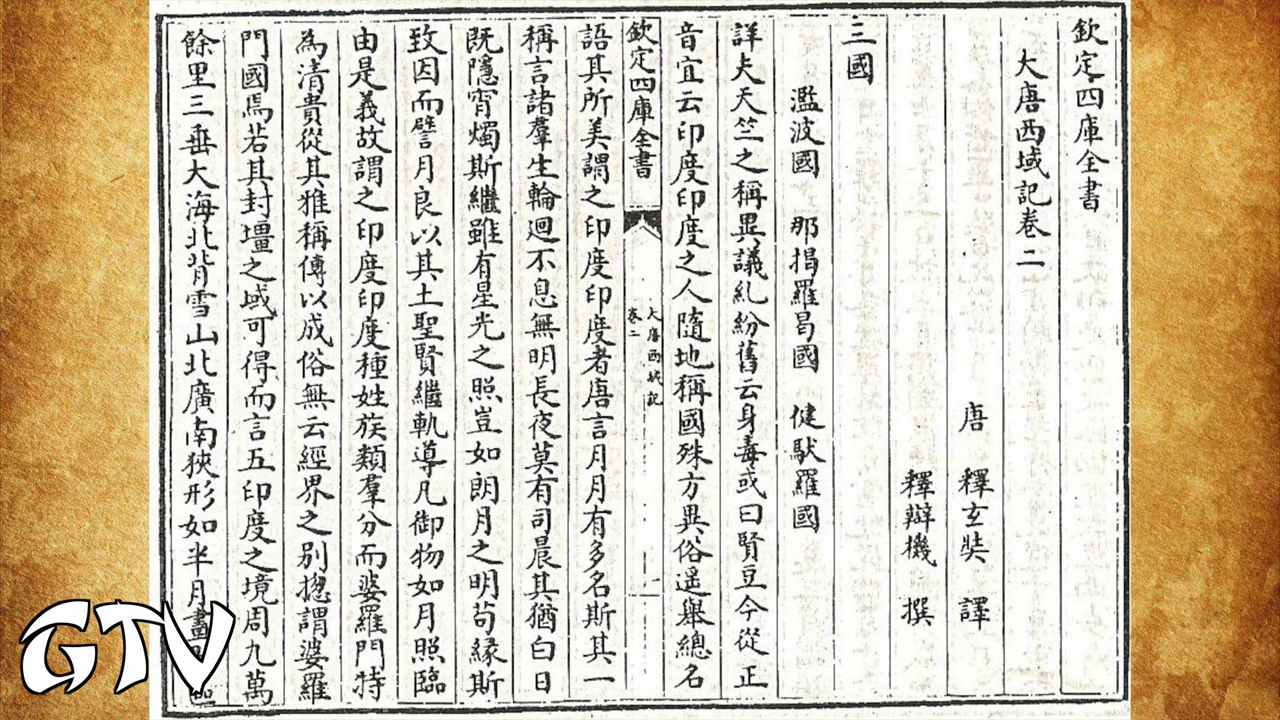 欽定四庫全書
大唐西域記卷二
唐 釋玄奘 譯
釋辯機 撰
三國
濫波國 那揭羅曷國 健馱羅國
詳夫天竺之稱異議糺紛舊云身毒或曰賢豆今從正
音宜云印度印度之人隨地稱國殊方異俗遥舉總名
欽定四庫全書
大唐西域記
卷二
一
語其所美謂之印度印度者唐言月月有多名斯其一
稱言諸羣生輪迴不息無明長夜莫有司晨其猶白日
既隱宵燭斯繼雖有星光之照豈如朗月之明茍緣斯
致因而譬月良以其土聖賢繼軌導凡御物如月照臨
由是義故謂之印度印度種姓族類羣分而婆羅門特
為清貴從其雅稱傳以成俗無云經界之別摠謂婆羅
門國焉若其封壃之域可得而言五印度之境周九萬
餘里三垂大海北背雪山北廣南狹形如半月畫
GTV